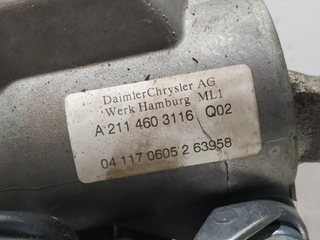 DaimlerChrysler AG
Werk Hamburg ML1
A 211 460 3116 Q02
04 117 0605 2 63958